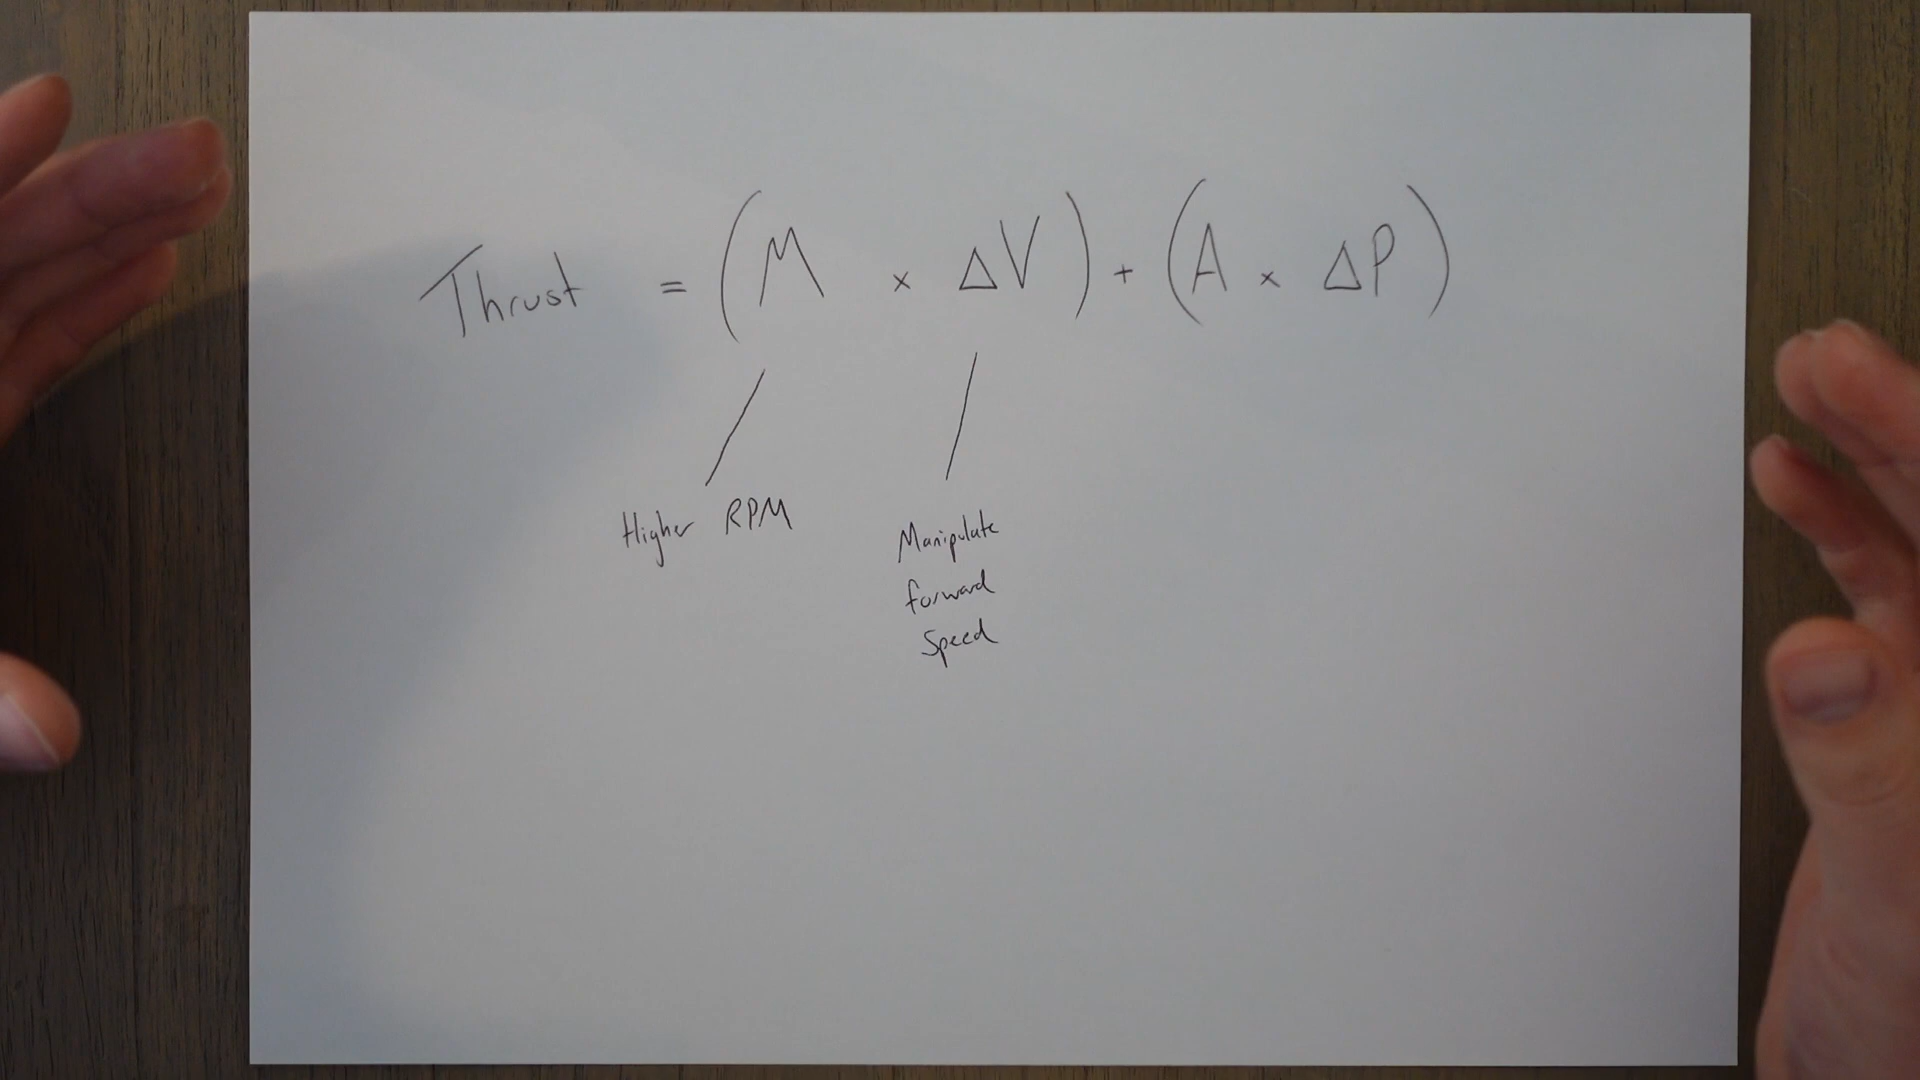 Thrust = (M × ΔV) + (A × ΔP)
Higher RPM
Manipulate
forward
Speed